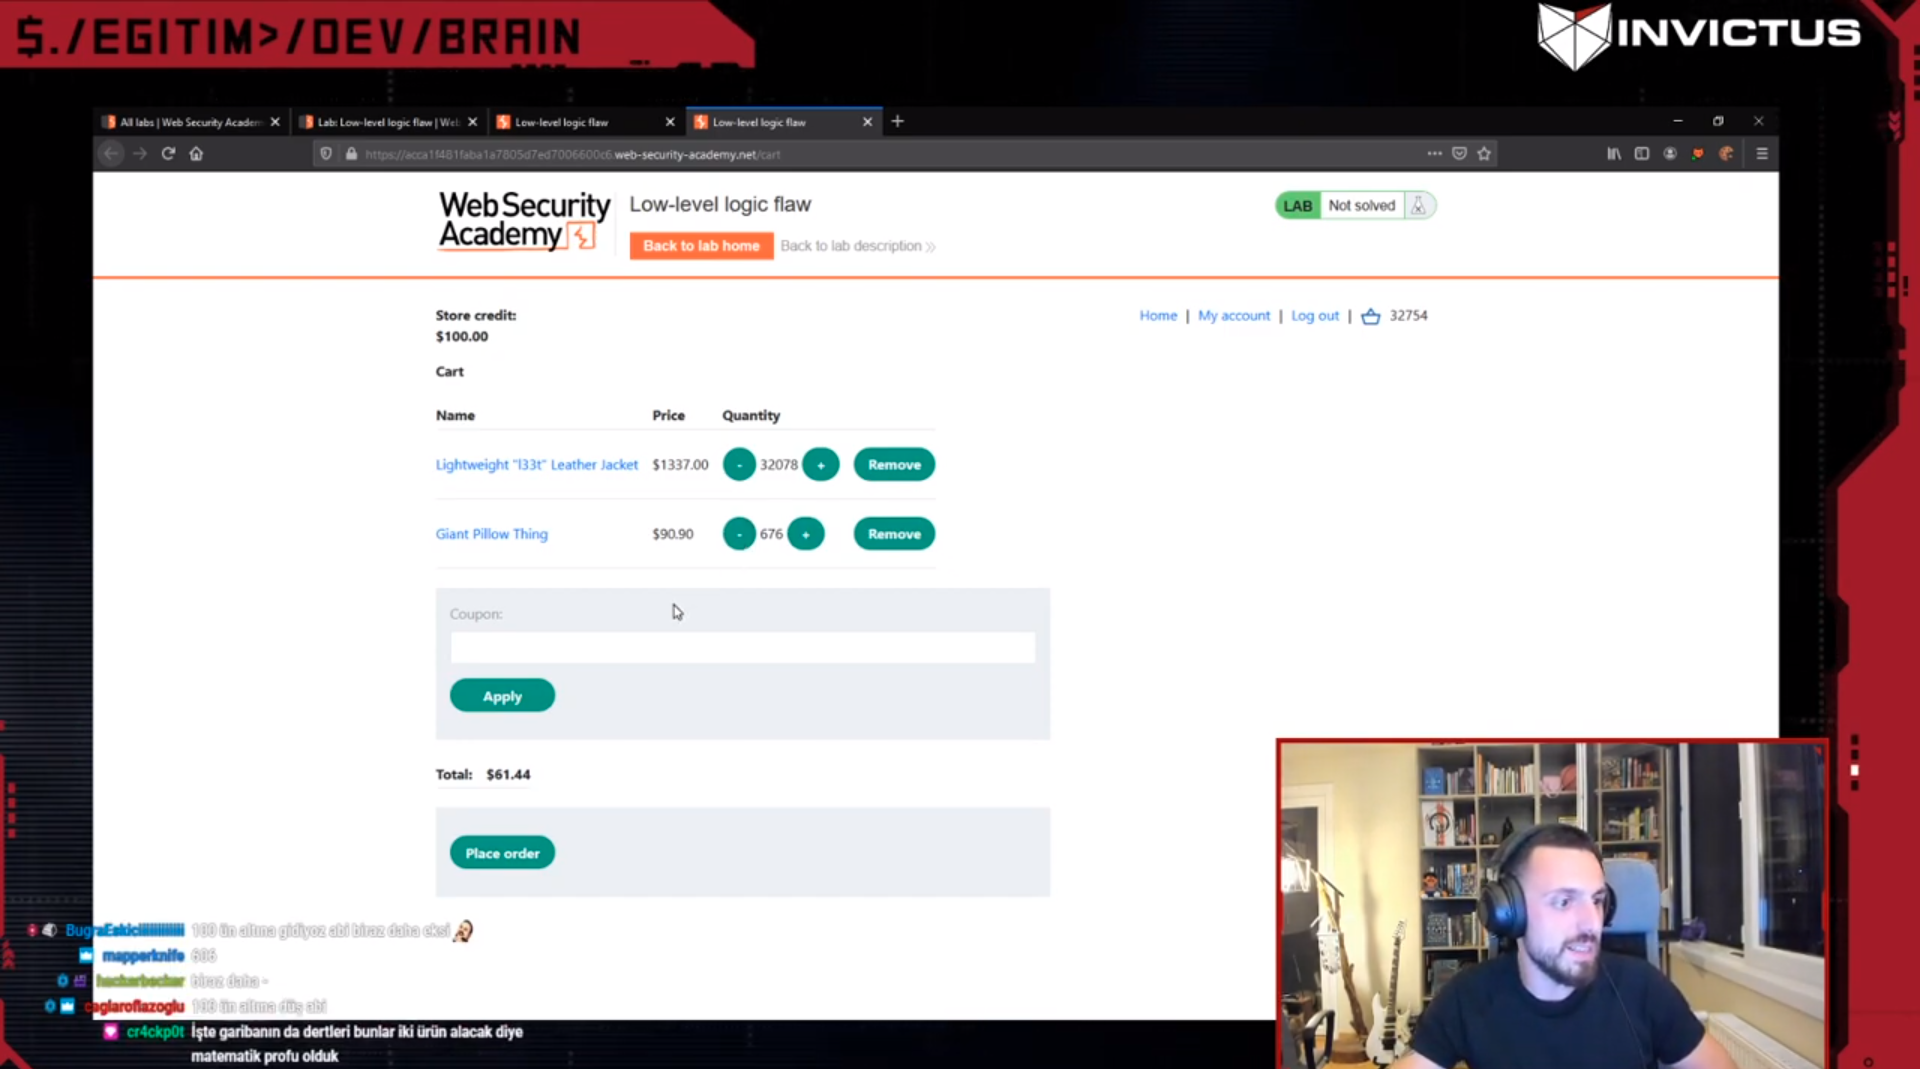 $./EGITIM>/DEV/BRAIN
INVICTUS
All labs | Web Security Academ
Lab: Low-level logic flaw | Web
Low-level logic flaw
Low-level logic flaw
https://acca1f481faba1a7805d7ed7006600c6.web-security-academy.net/cart
Web Security
Academy
Low-level logic flaw
Back to lab home
Back to lab description
LAB Not solved
Store credit:
$100.00
Home | My account | Log out | 32754
Cart
Name Price Quantity
Lightweight "l33t" Leather Jacket $1337.00 - 32078 + Remove
Giant Pillow Thing $90.90 - 676 + Remove
Coupon:
Apply
Total: $61.44
Place order
100 ün altına gidiyoz abi biraz daha eksi
mapperknife 606
hackerbecker biraz daha -
caglaroflazoglu 100 ün altına düş abi
cr4ckp0t İşte garibanın da dertleri bunlar iki ürün alacak diye
matematik profu olduk